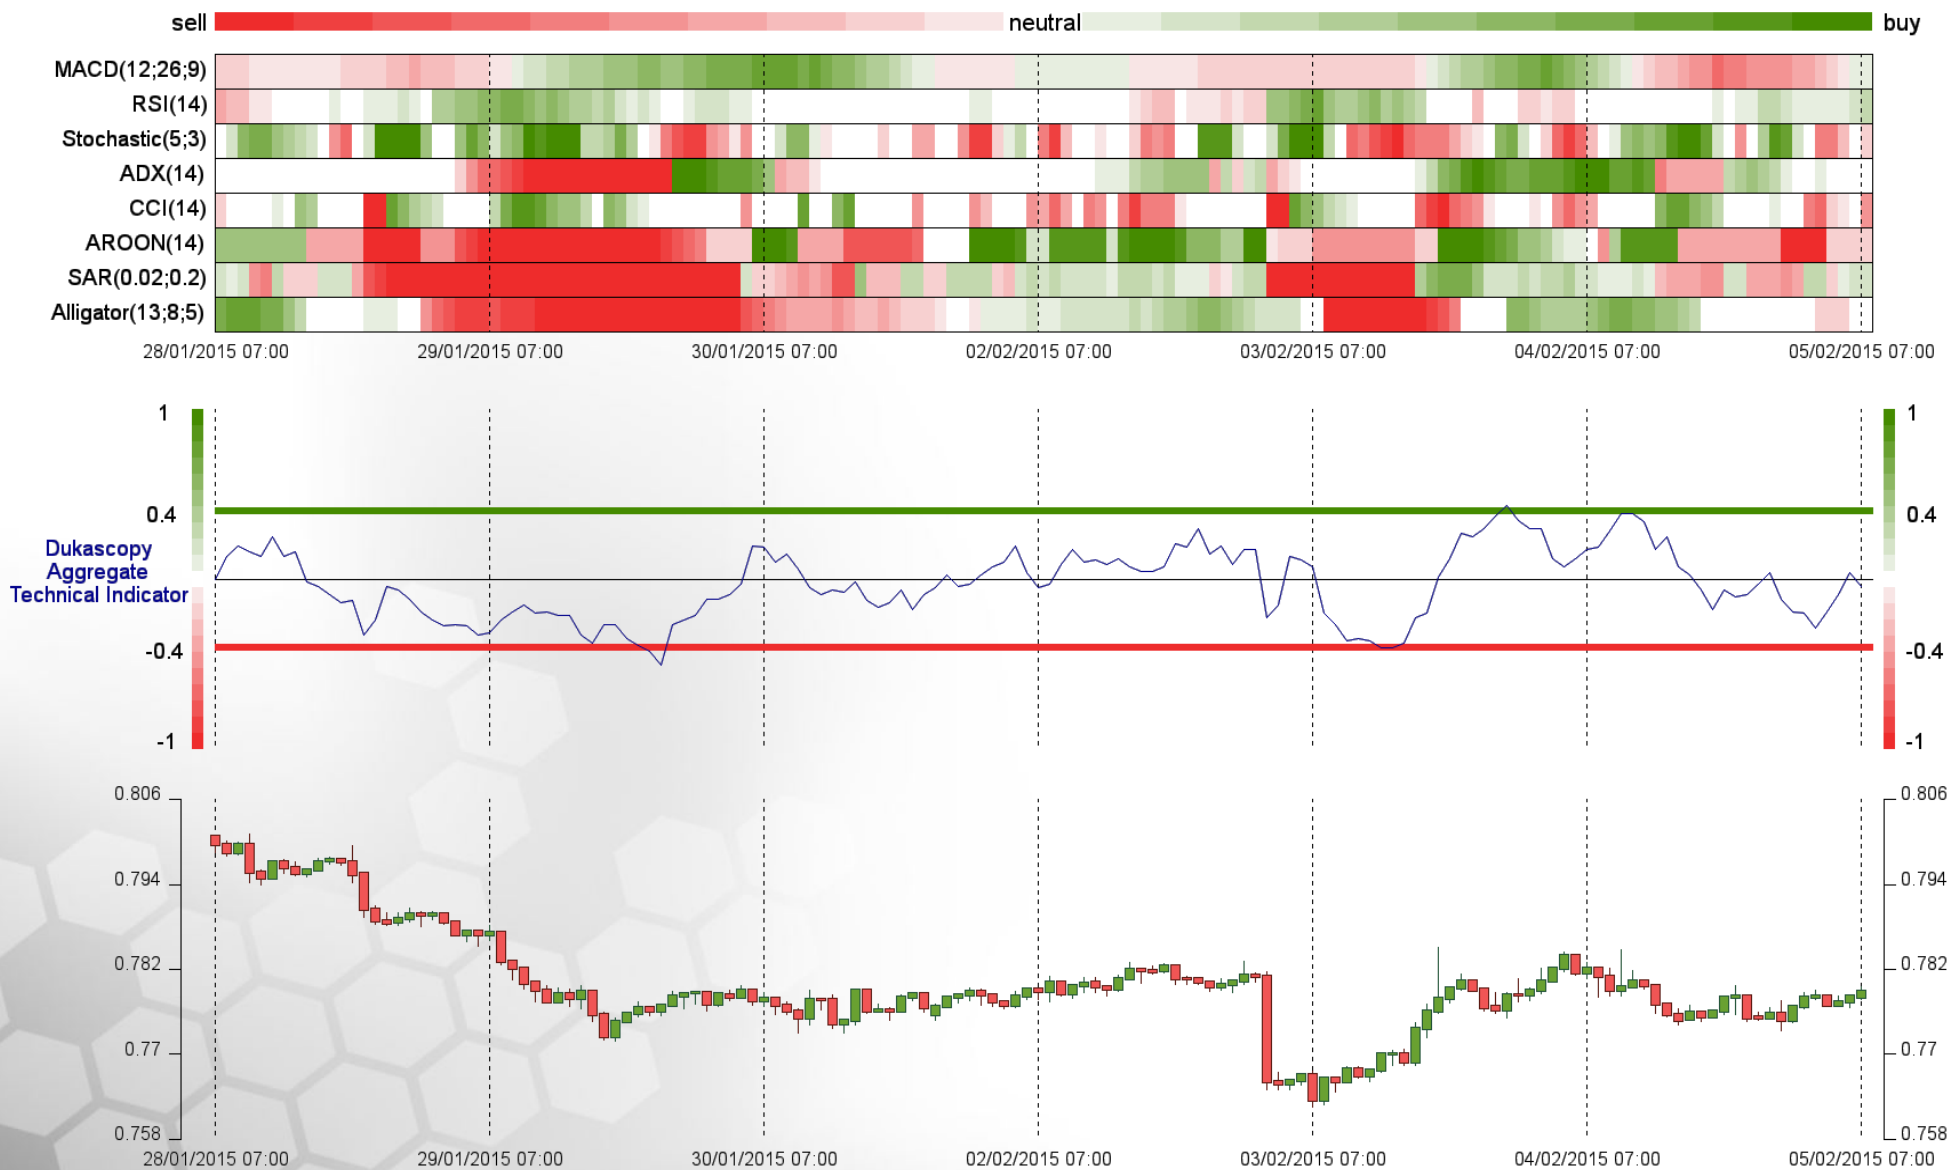 sell neutral buy
MACD(12;26;9)
RSI(14)
Stochastic(5;3)
ADX(14)
CCI(14)
AROON(14)
SAR(0.02;0.2)
Alligator(13;8;5)
28/01/2015 07:00 29/01/2015 07:00 30/01/2015 07:00 02/02/2015 07:00 03/02/2015 07:00 04/02/2015 07:00 05/02/2015 07:00
1 1
0.4 0.4
Dukascopy
Aggregate
Technical Indicator
-0.4 -0.4
-1 -1
0.806 0.806
0.794 0.794
0.782 0.782
0.77 0.77
0.758 0.758
28/01/2015 07:00 29/01/2015 07:00 30/01/2015 07:00 02/02/2015 07:00 03/02/2015 07:00 04/02/2015 07:00 05/02/2015 07:00